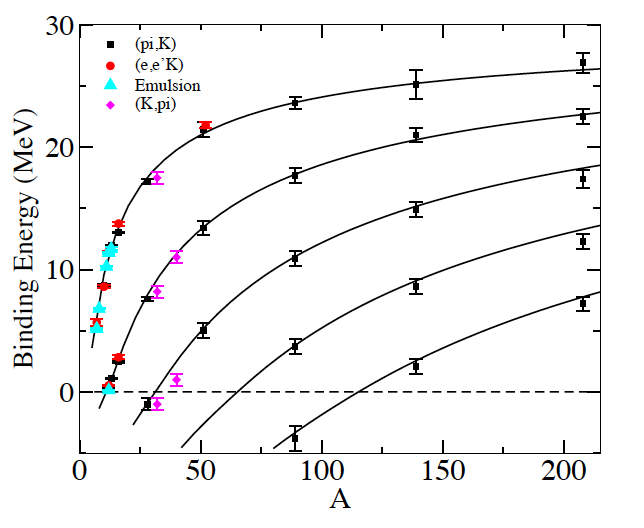 30
20
10
0
Binding Energy (MeV)
(pi,K)
(e,e'K)
Emulsion
(K,pi)
0
50
100
150
200
A